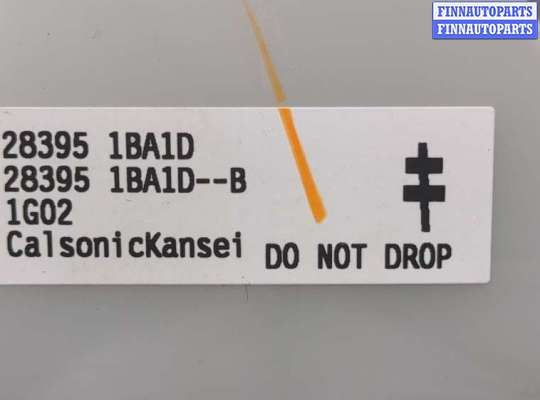 FINNAUTOPARTS
FINNAUTOPARTS
28395 1BA1D
28395 1BA1D--B
1G02
CalsonicKansei
DO NOT DROP